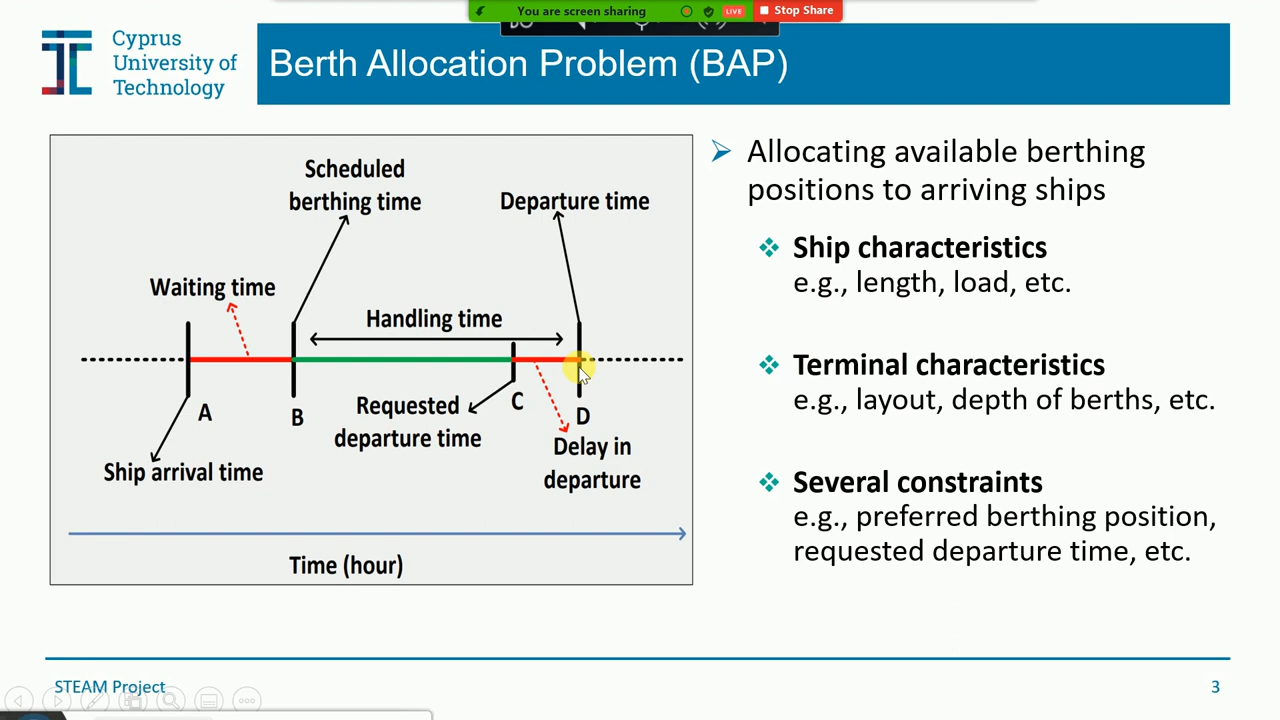 You are screen sharing
LIVE
Stop Share
Cyprus
University of
Technology
Berth Allocation Problem (BAP)
Scheduled
berthing time
Departure time
Waiting time
Handling time
A
B
C
D
Requested
departure time
Delay in
departure
Ship arrival time
Time (hour)
Allocating available berthing
positions to arriving ships
Ship characteristics
e.g., length, load, etc.
Terminal characteristics
e.g., layout, depth of berths, etc.
Several constraints
e.g., preferred berthing position,
requested departure time, etc.
STEAM Project
3